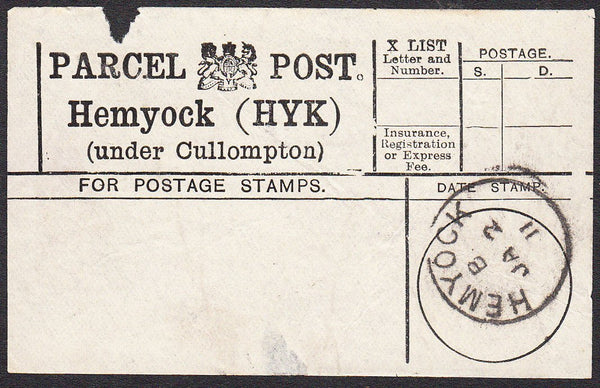 PARCEL POST.
Hemyock (HYK)
(under Cullompton)
X LIST
Letter and
Number.
Insurance,
Registration
or Express
Fee.
POSTAGE.
S. D.
FOR POSTAGE STAMPS.
DATE STAMP.
HEMYOCK
B
JA 2
11